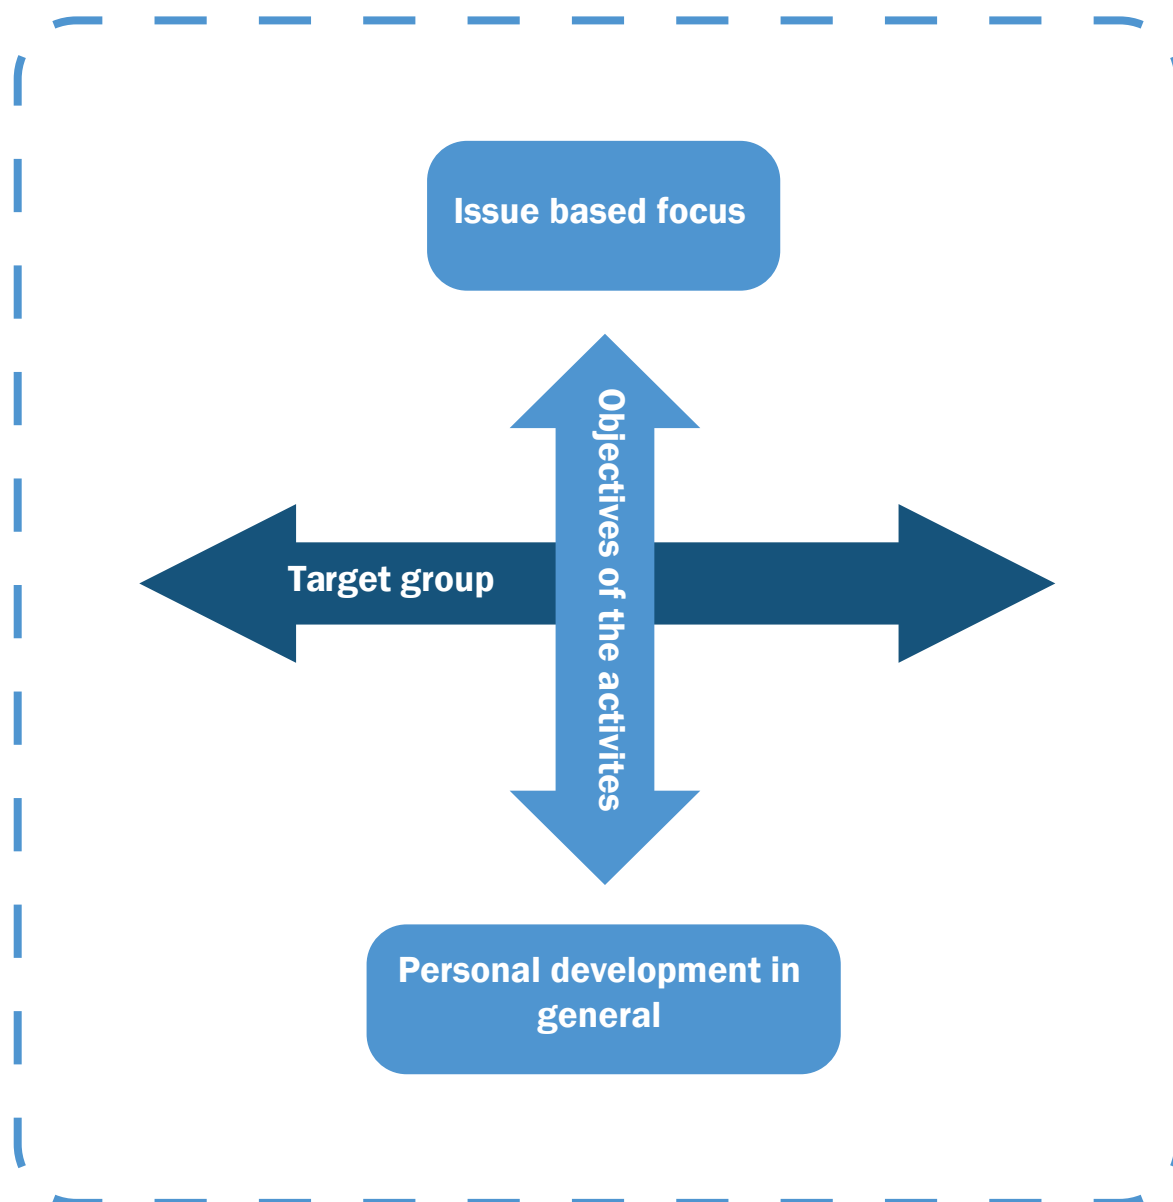 Issue based focus
Objectives of the activites
Target group
Personal development in
general